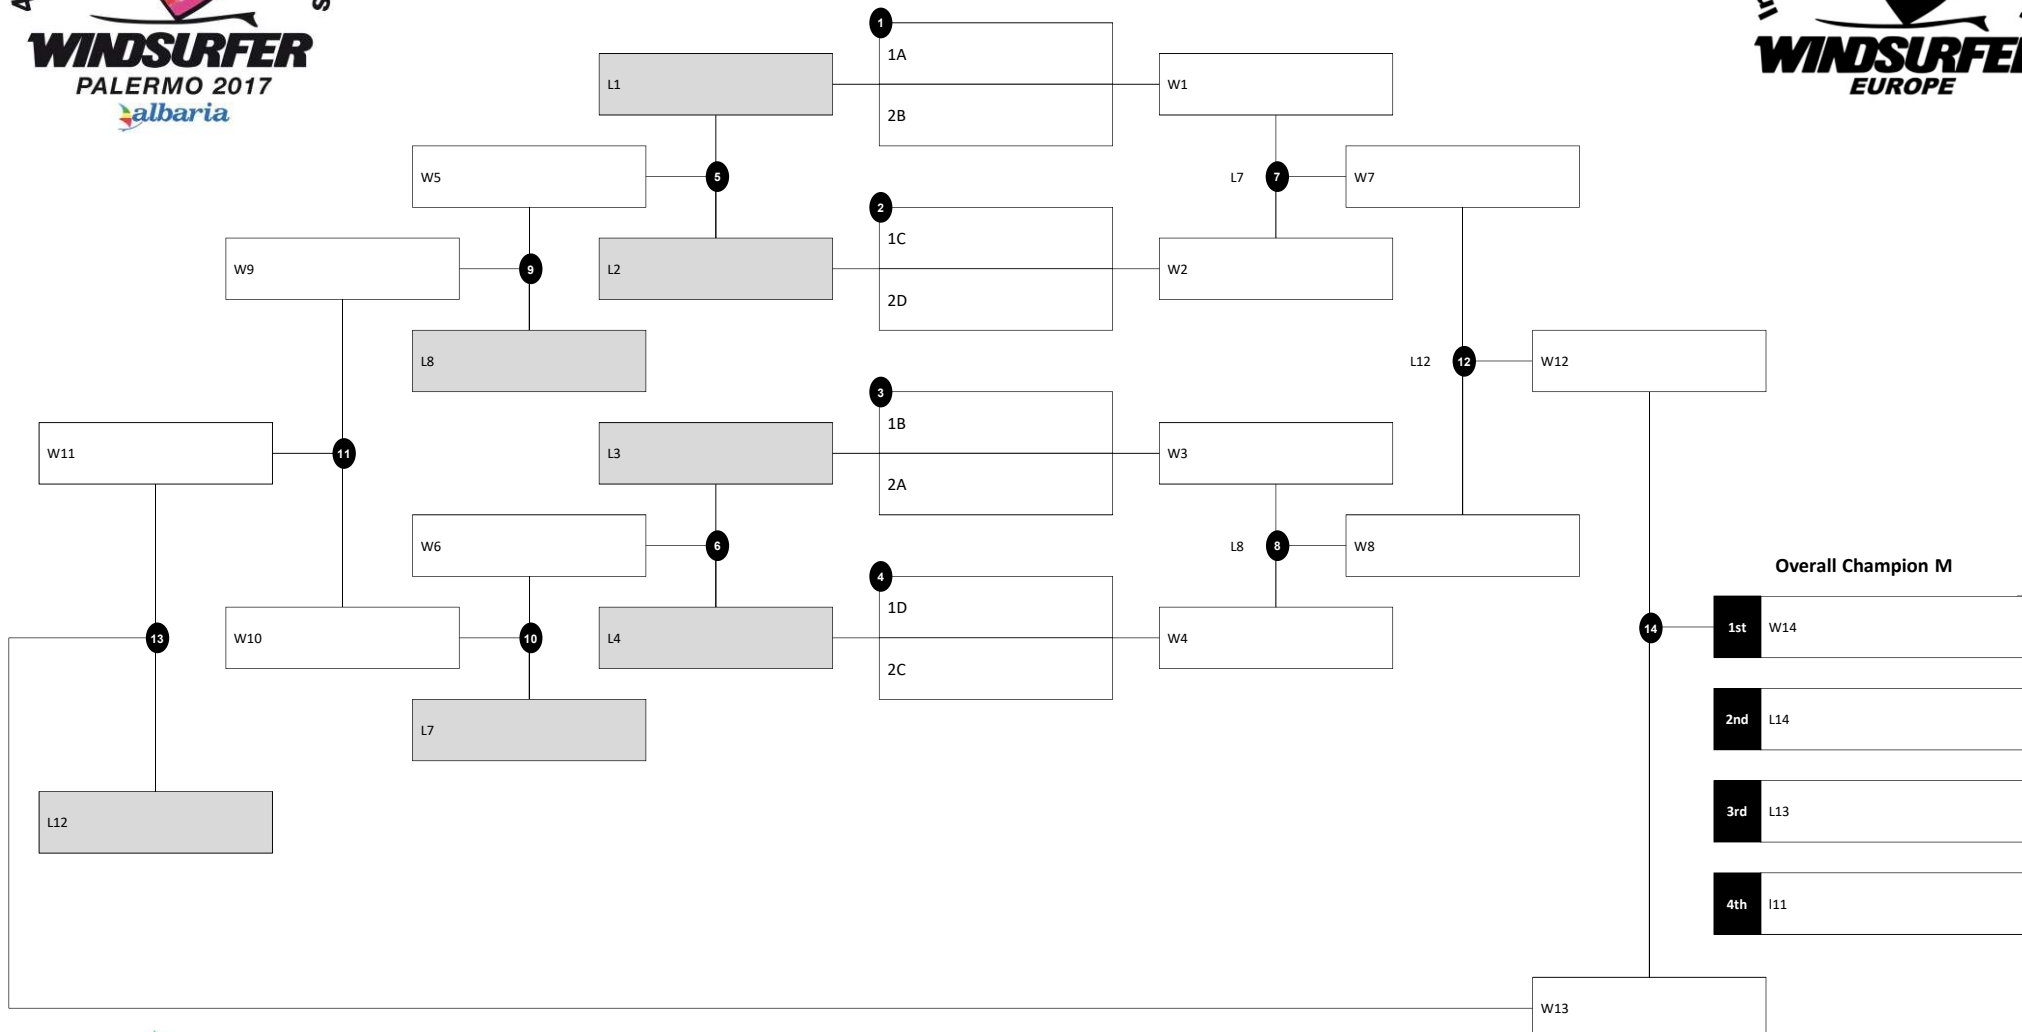 WINDSURFER
PALERMO 2017
albaria
WINDSURFE
EUROPE
1
1A
L1
W1
2B
W5
5
L7
7
W7
2
1C
W9
9
L2
W2
2D
L8
L12
12
W12
3
1B
W11
11
L3
W3
2A
W6
6
L8
8
W8
4
1D
Overall Champion M
13
W10
10
L4
W4
14
1st
W14
2C
L7
2nd
L14
L12
3rd
L13
4th
l11
W13